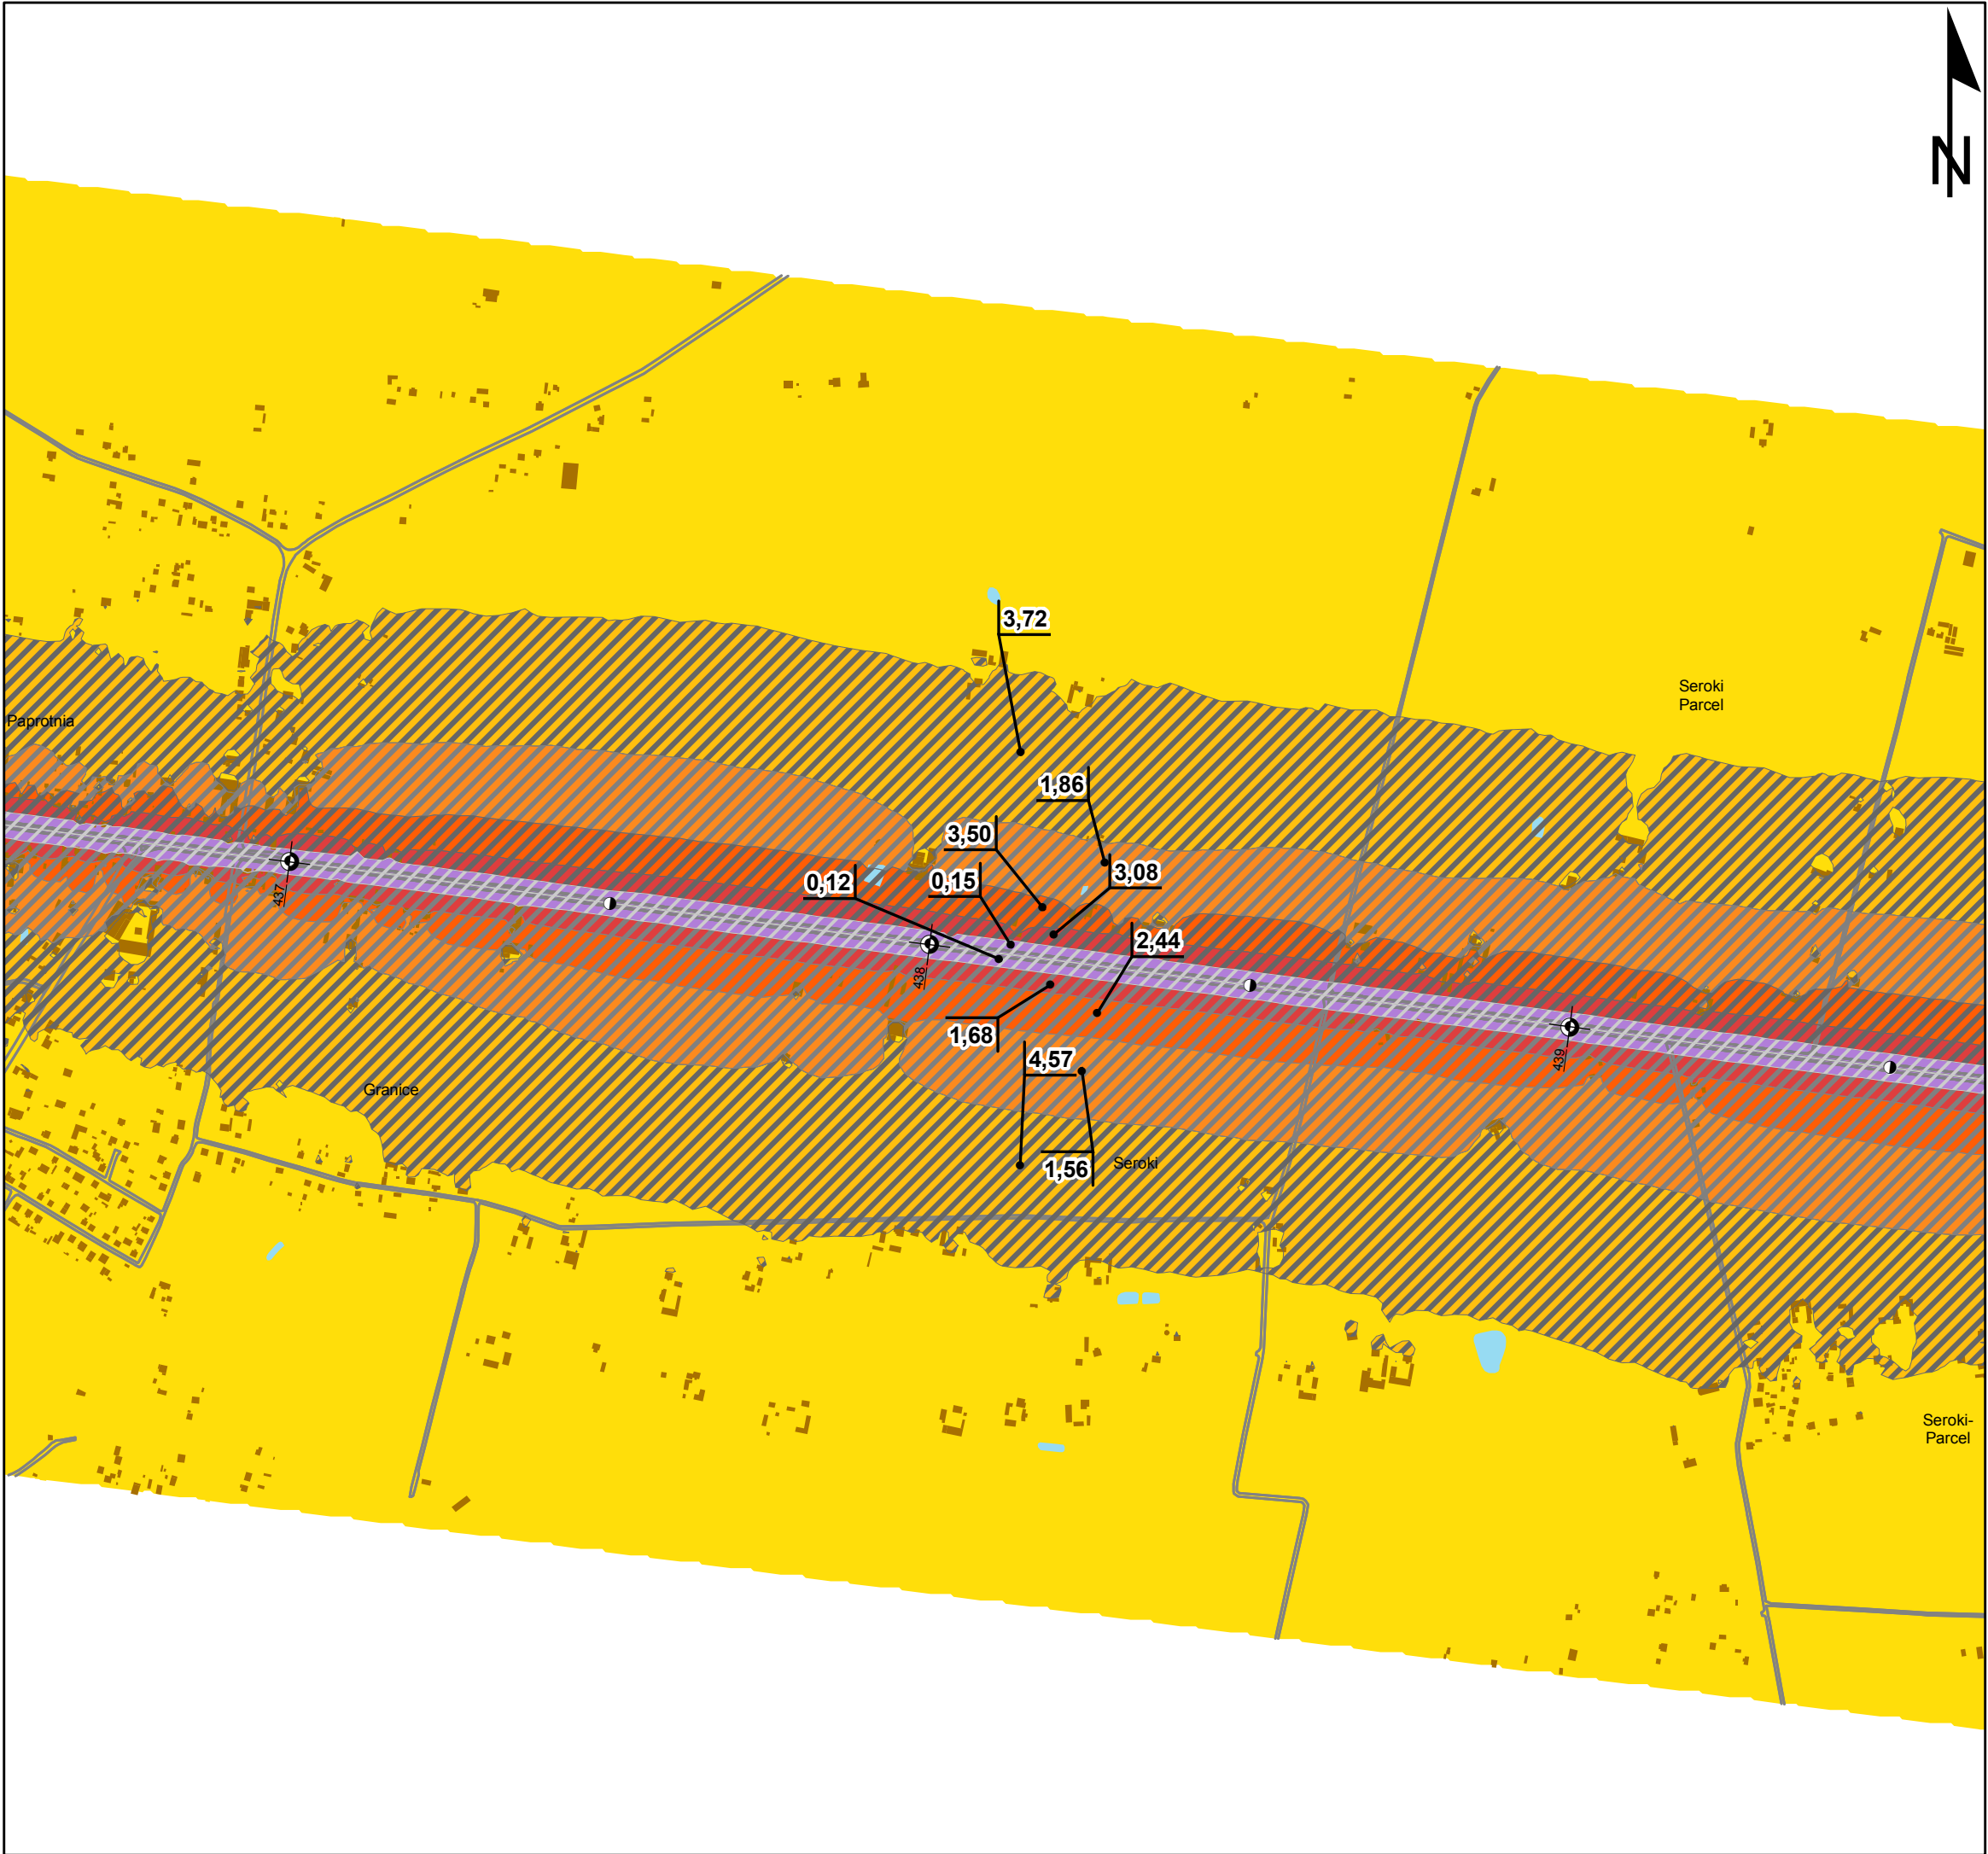 N
3,72
Seroki
Parcel
Paprotnia
1,86
3,50
3,08
0,12
0,15
437
2,44
438
1,68
439
4,57
Granice
Seroki
1,56
Seroki-
Parcel